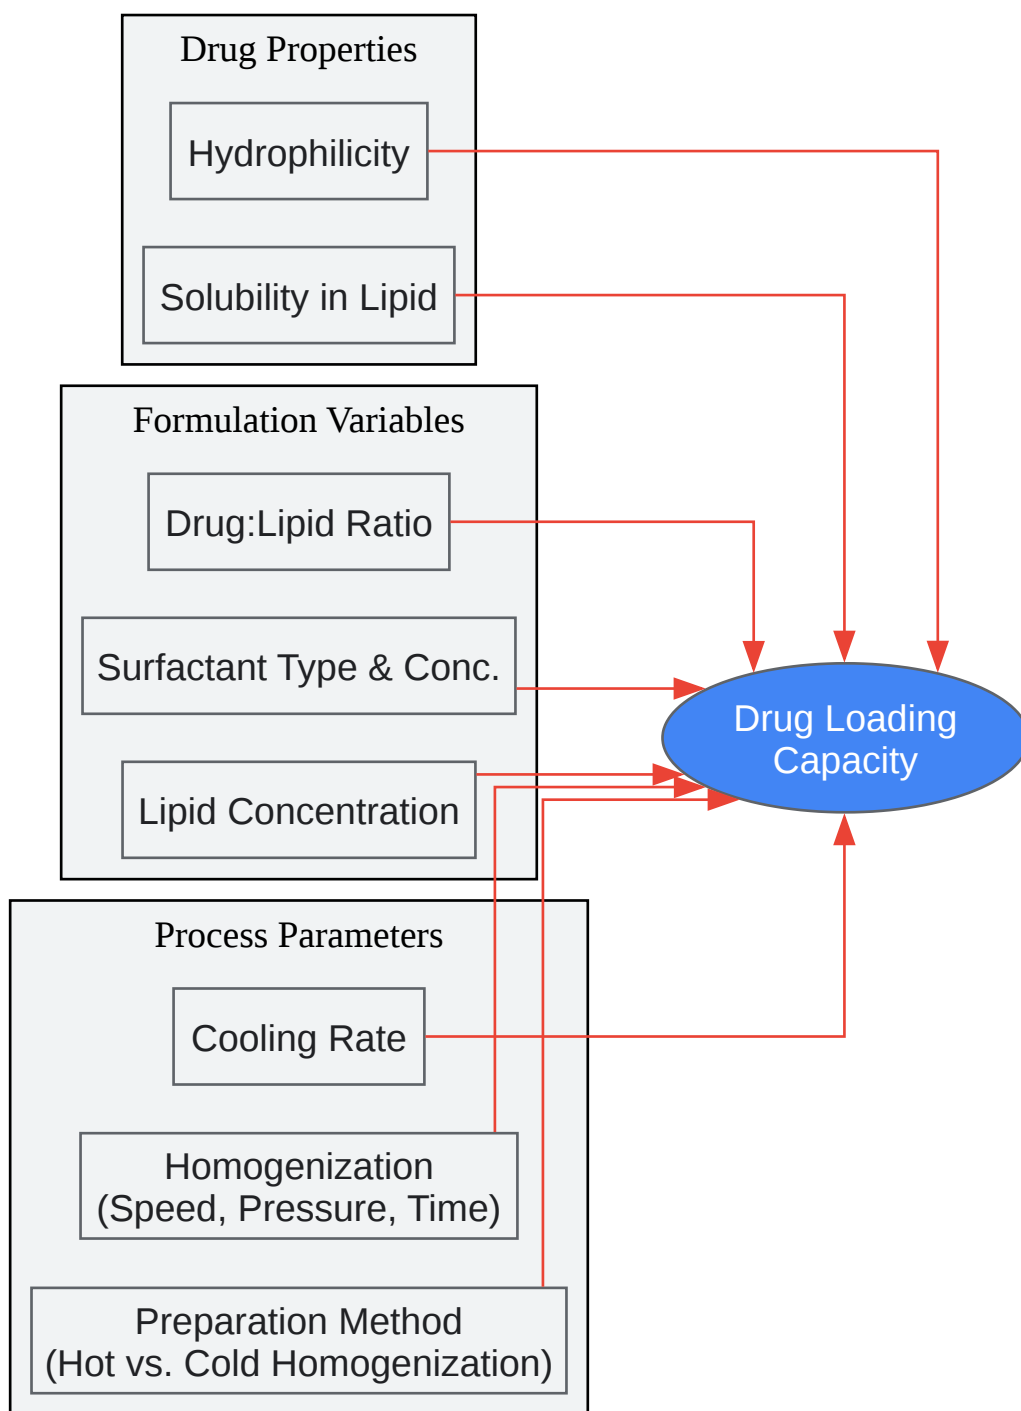 Drug Properties
Hydrophilicity
Solubility in Lipid
Formulation Variables
Drug:Lipid Ratio
Surfactant Type & Conc.
Lipid Concentration
Drug Loading
Capacity
Process Parameters
Cooling Rate
Homogenization
(Speed, Pressure, Time)
Preparation Method
(Hot vs. Cold Homogenization)